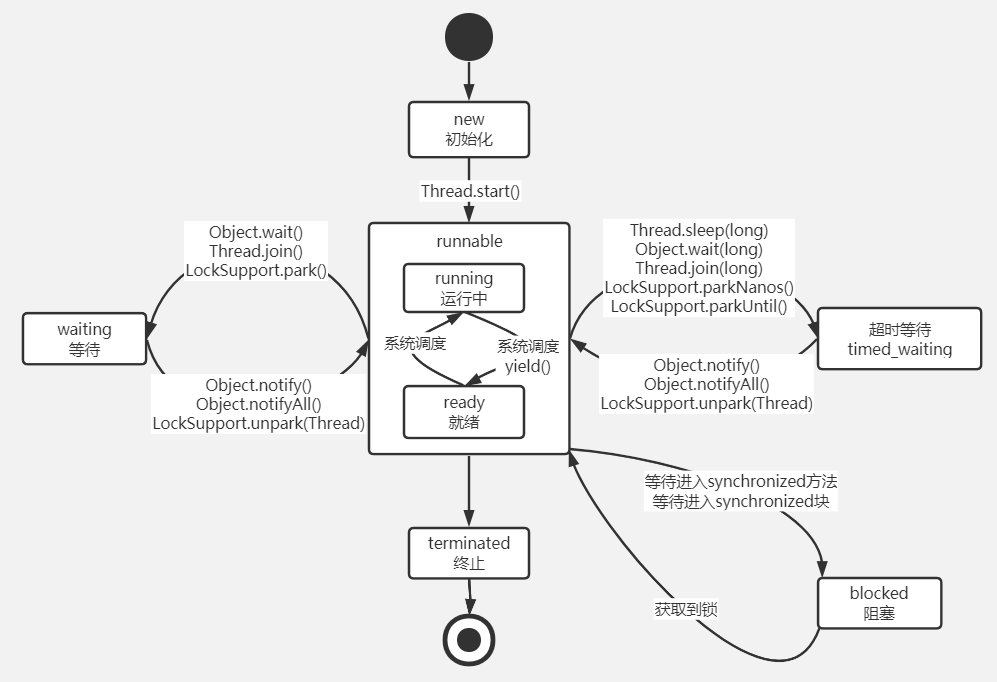 new
初始化
Thread.start()
runnable
running
运行中
系统调度
系统调度
yield()
ready
就绪
Object.wait()
Thread.join()
LockSupport.park()
waiting
等待
Object.notify()
Object.notifyAll()
LockSupport.unpark(Thread)
Thread.sleep(long)
Object.wait(long)
Thread.join(long)
LockSupport.parkNanos()
LockSupport.parkUntil()
超时等待
timed_waiting
Object.notify()
Object.notifyAll()
LockSupport.unpark(Thread)
等待进入synchronized方法
等待进入synchronized块
terminated
终止
blocked
阻塞
获取到锁